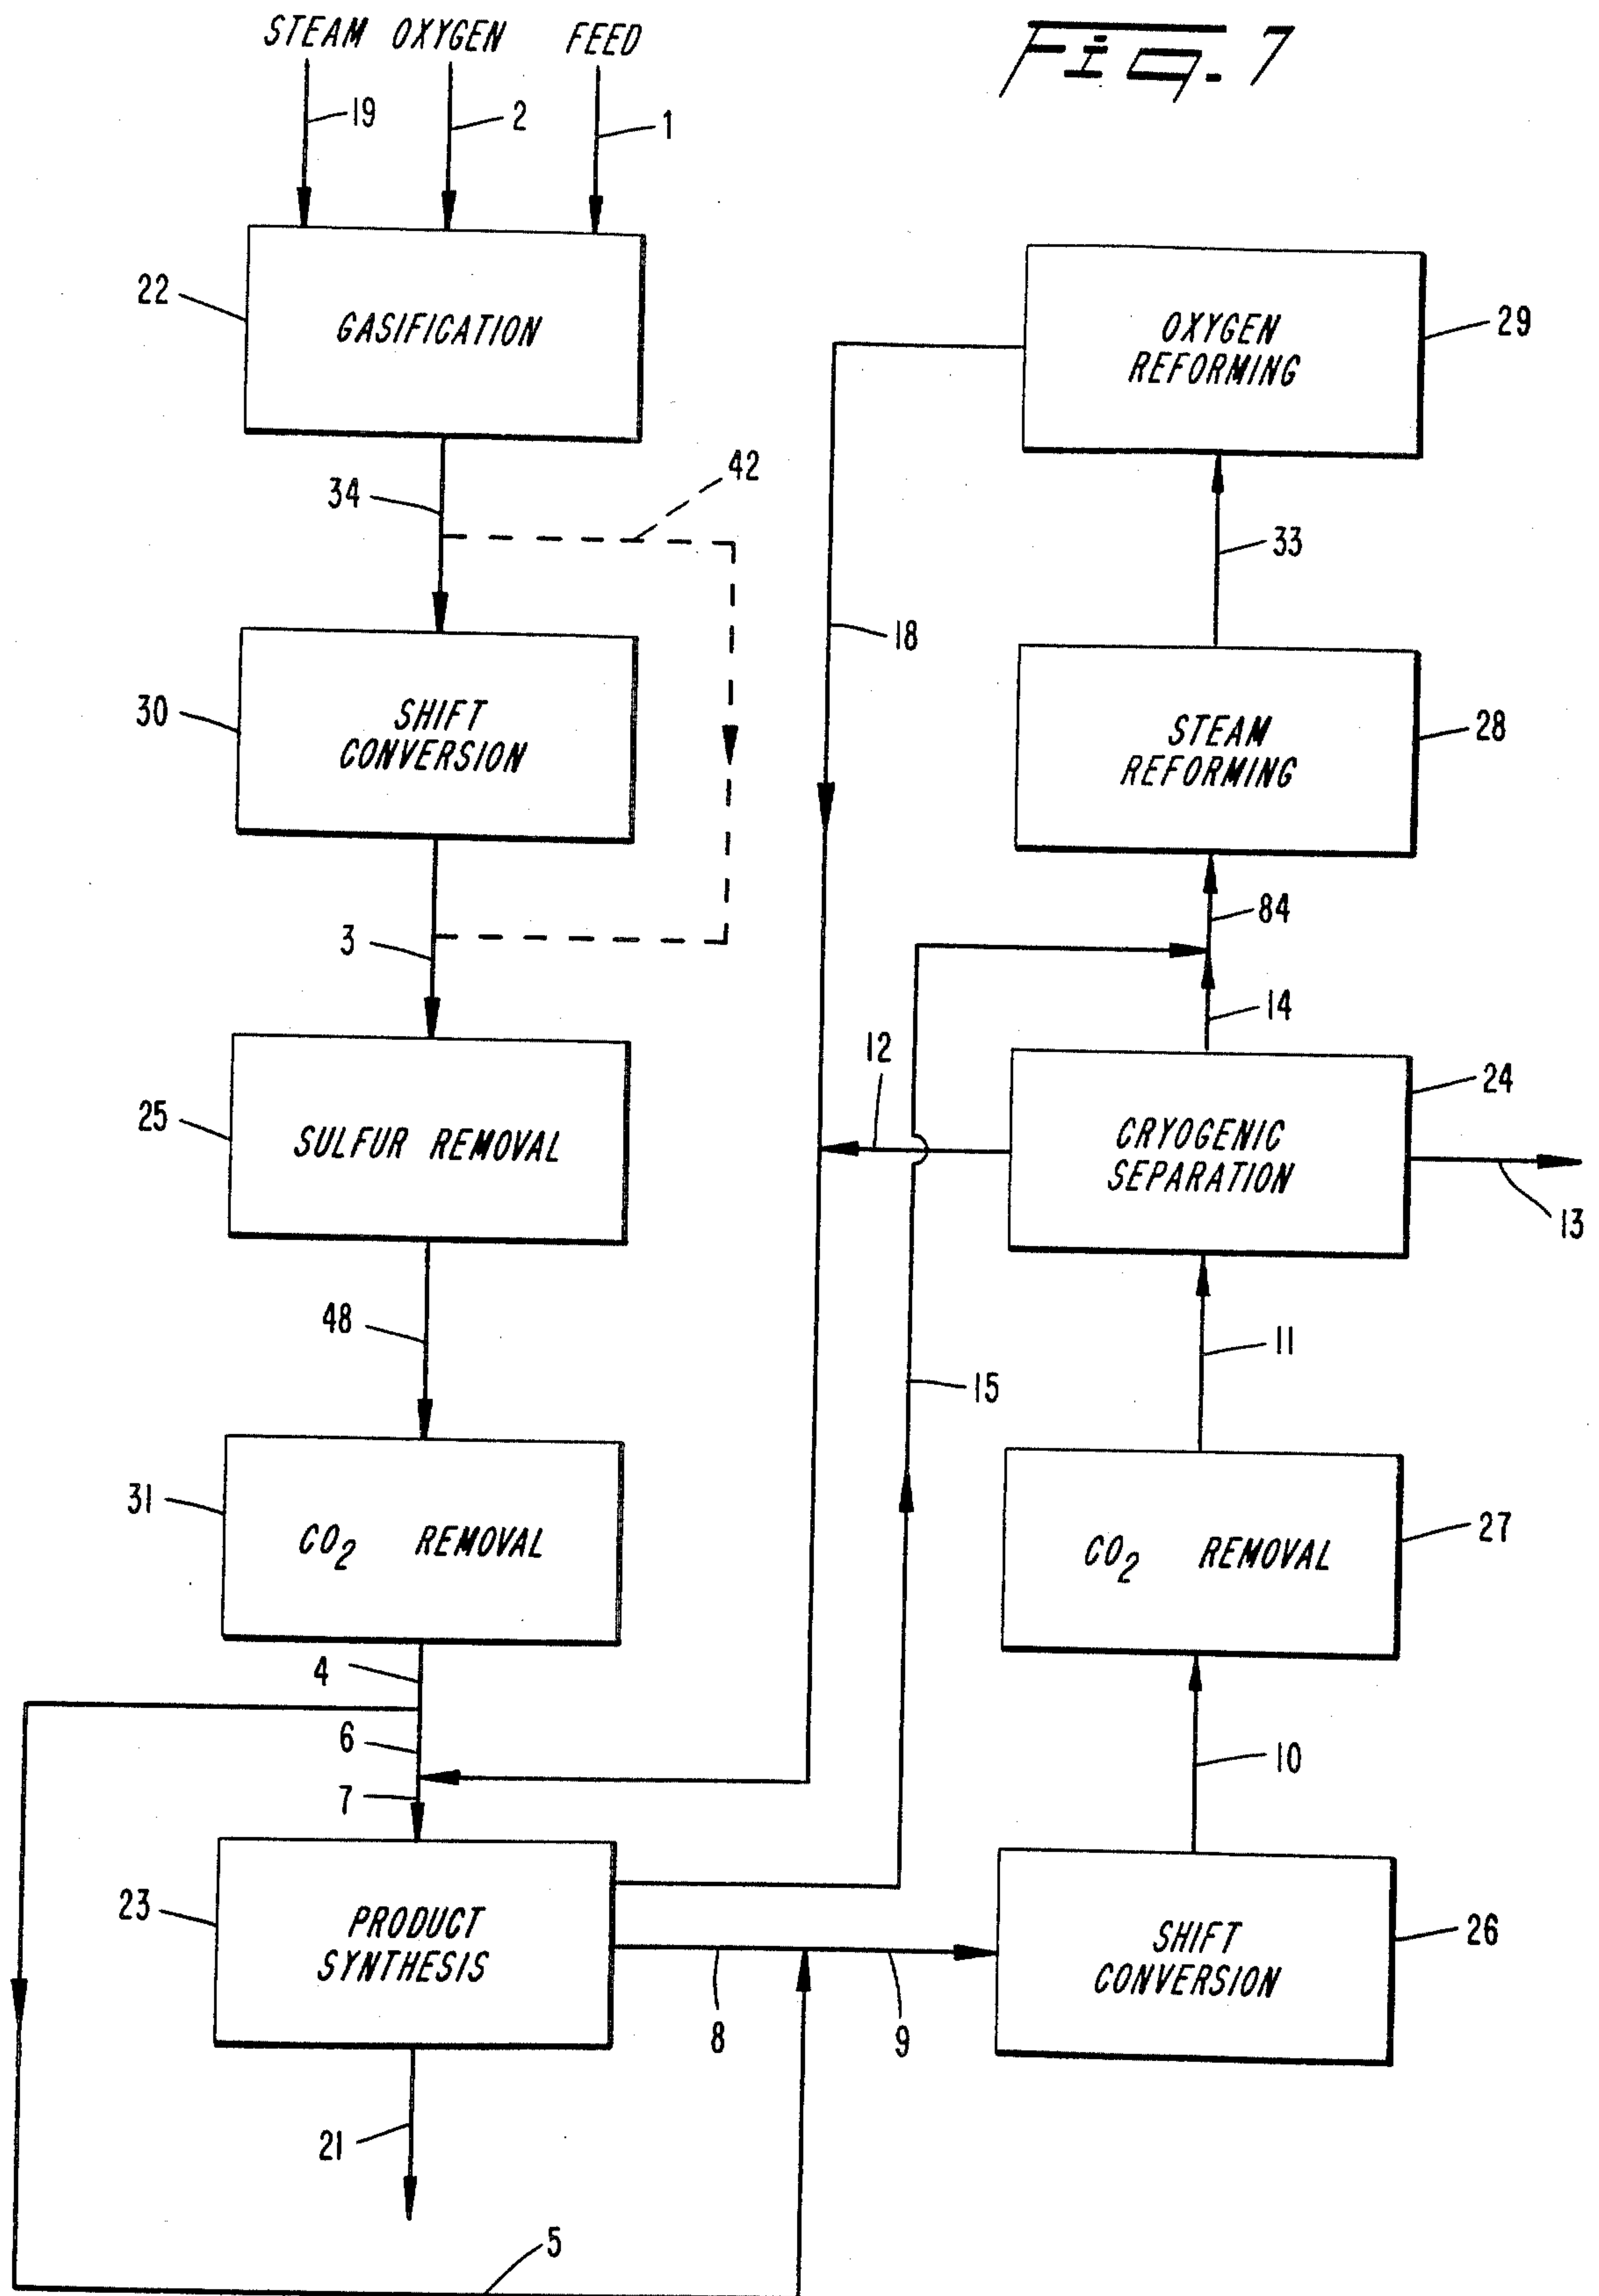 STEAM OXYGEN FEED
Fig. 7
19
2
1
22
GASIFICATION
OXYGEN
REFORMING
29
34
42
33
18
30
SHIFT
CONVERSION
STEAM
REFORMING
28
3
84
14
12
25
SULFUR REMOVAL
CRYOGENIC
SEPARATION
24
13
48
11
15
31
CO2 REMOVAL
CO2 REMOVAL
27
4
6
7
10
23
PRODUCT
SYNTHESIS
8
9
SHIFT
CONVERSION
26
21
5